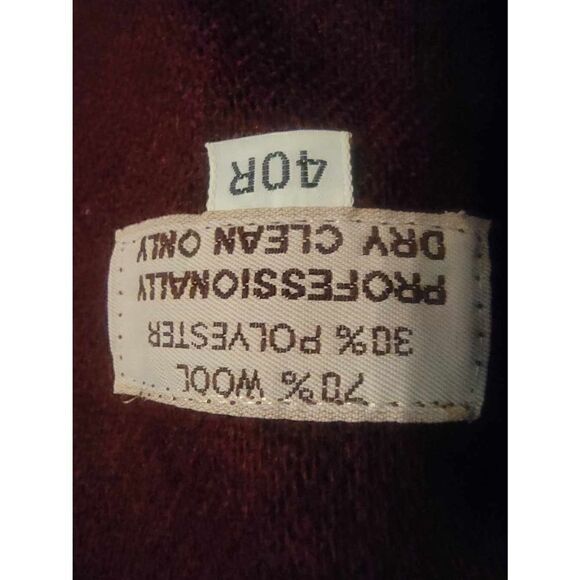 70% WOOL
30% POLYESTER
PROFESSIONALLY
DRY CLEAN ONLY
40R